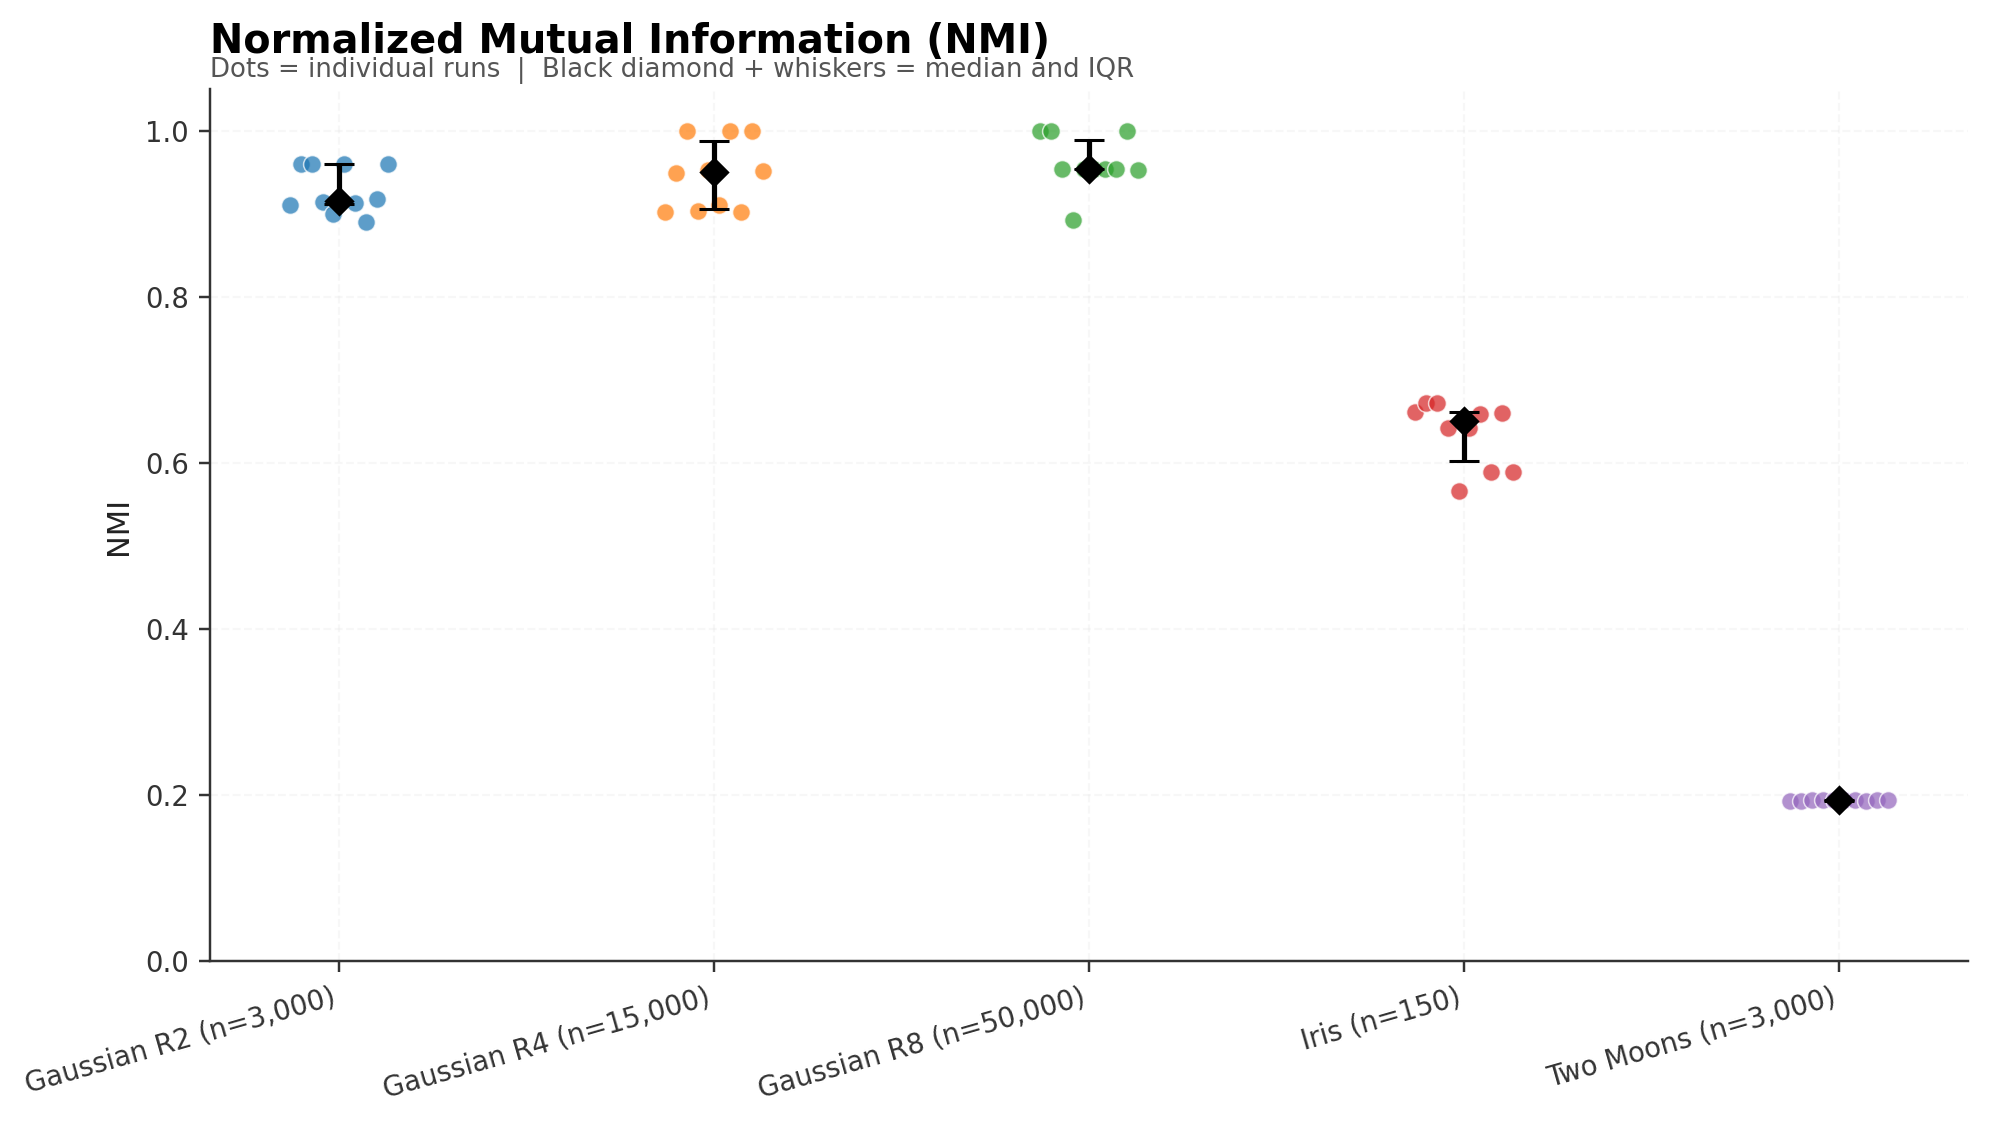 Normalized Mutual Information (NMI)
Dots = individual runs | Black diamond + whiskers = median and IQR
1.0
0.8
0.6
0.4
0.2
0.0
NMI
Gaussian R2 (n=3,000)
Gaussian R4 (n=15,000)
Gaussian R8 (n=50,000)
Iris (n=150)
Two Moons (n=3,000)